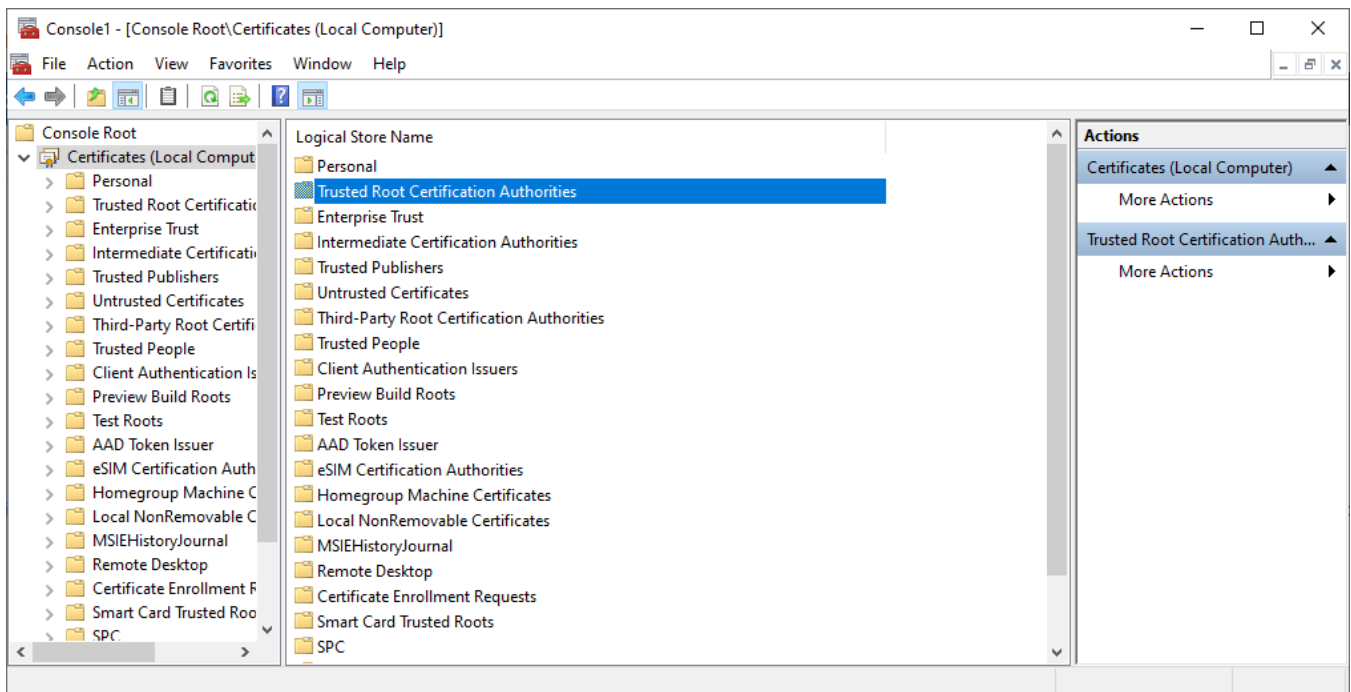 Console1 - [Console Root\Certificates (Local Computer)]
File Action View Favorites Window Help
Console Root
Certificates (Local Comput
Personal
Trusted Root Certificatio
Enterprise Trust
Intermediate Certificati
Trusted Publishers
Untrusted Certificates
Third-Party Root Certifi
Trusted People
Client Authentication Is
Preview Build Roots
Test Roots
AAD Token Issuer
eSIM Certification Auth
Homegroup Machine C
Local NonRemovable C
MSIEHistoryJournal
Remote Desktop
Certificate Enrollment R
Smart Card Trusted Roo
SPC
Logical Store Name
Personal
Trusted Root Certification Authorities
Enterprise Trust
Intermediate Certification Authorities
Trusted Publishers
Untrusted Certificates
Third-Party Root Certification Authorities
Trusted People
Client Authentication Issuers
Preview Build Roots
Test Roots
AAD Token Issuer
eSIM Certification Authorities
Homegroup Machine Certificates
Local NonRemovable Certificates
MSIEHistoryJournal
Remote Desktop
Certificate Enrollment Requests
Smart Card Trusted Roots
SPC
Actions
Certificates (Local Computer)
More Actions
Trusted Root Certification Auth...
More Actions